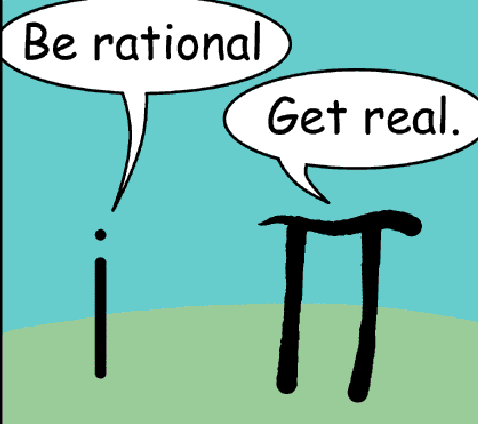 Be rational
Get real.
i
π